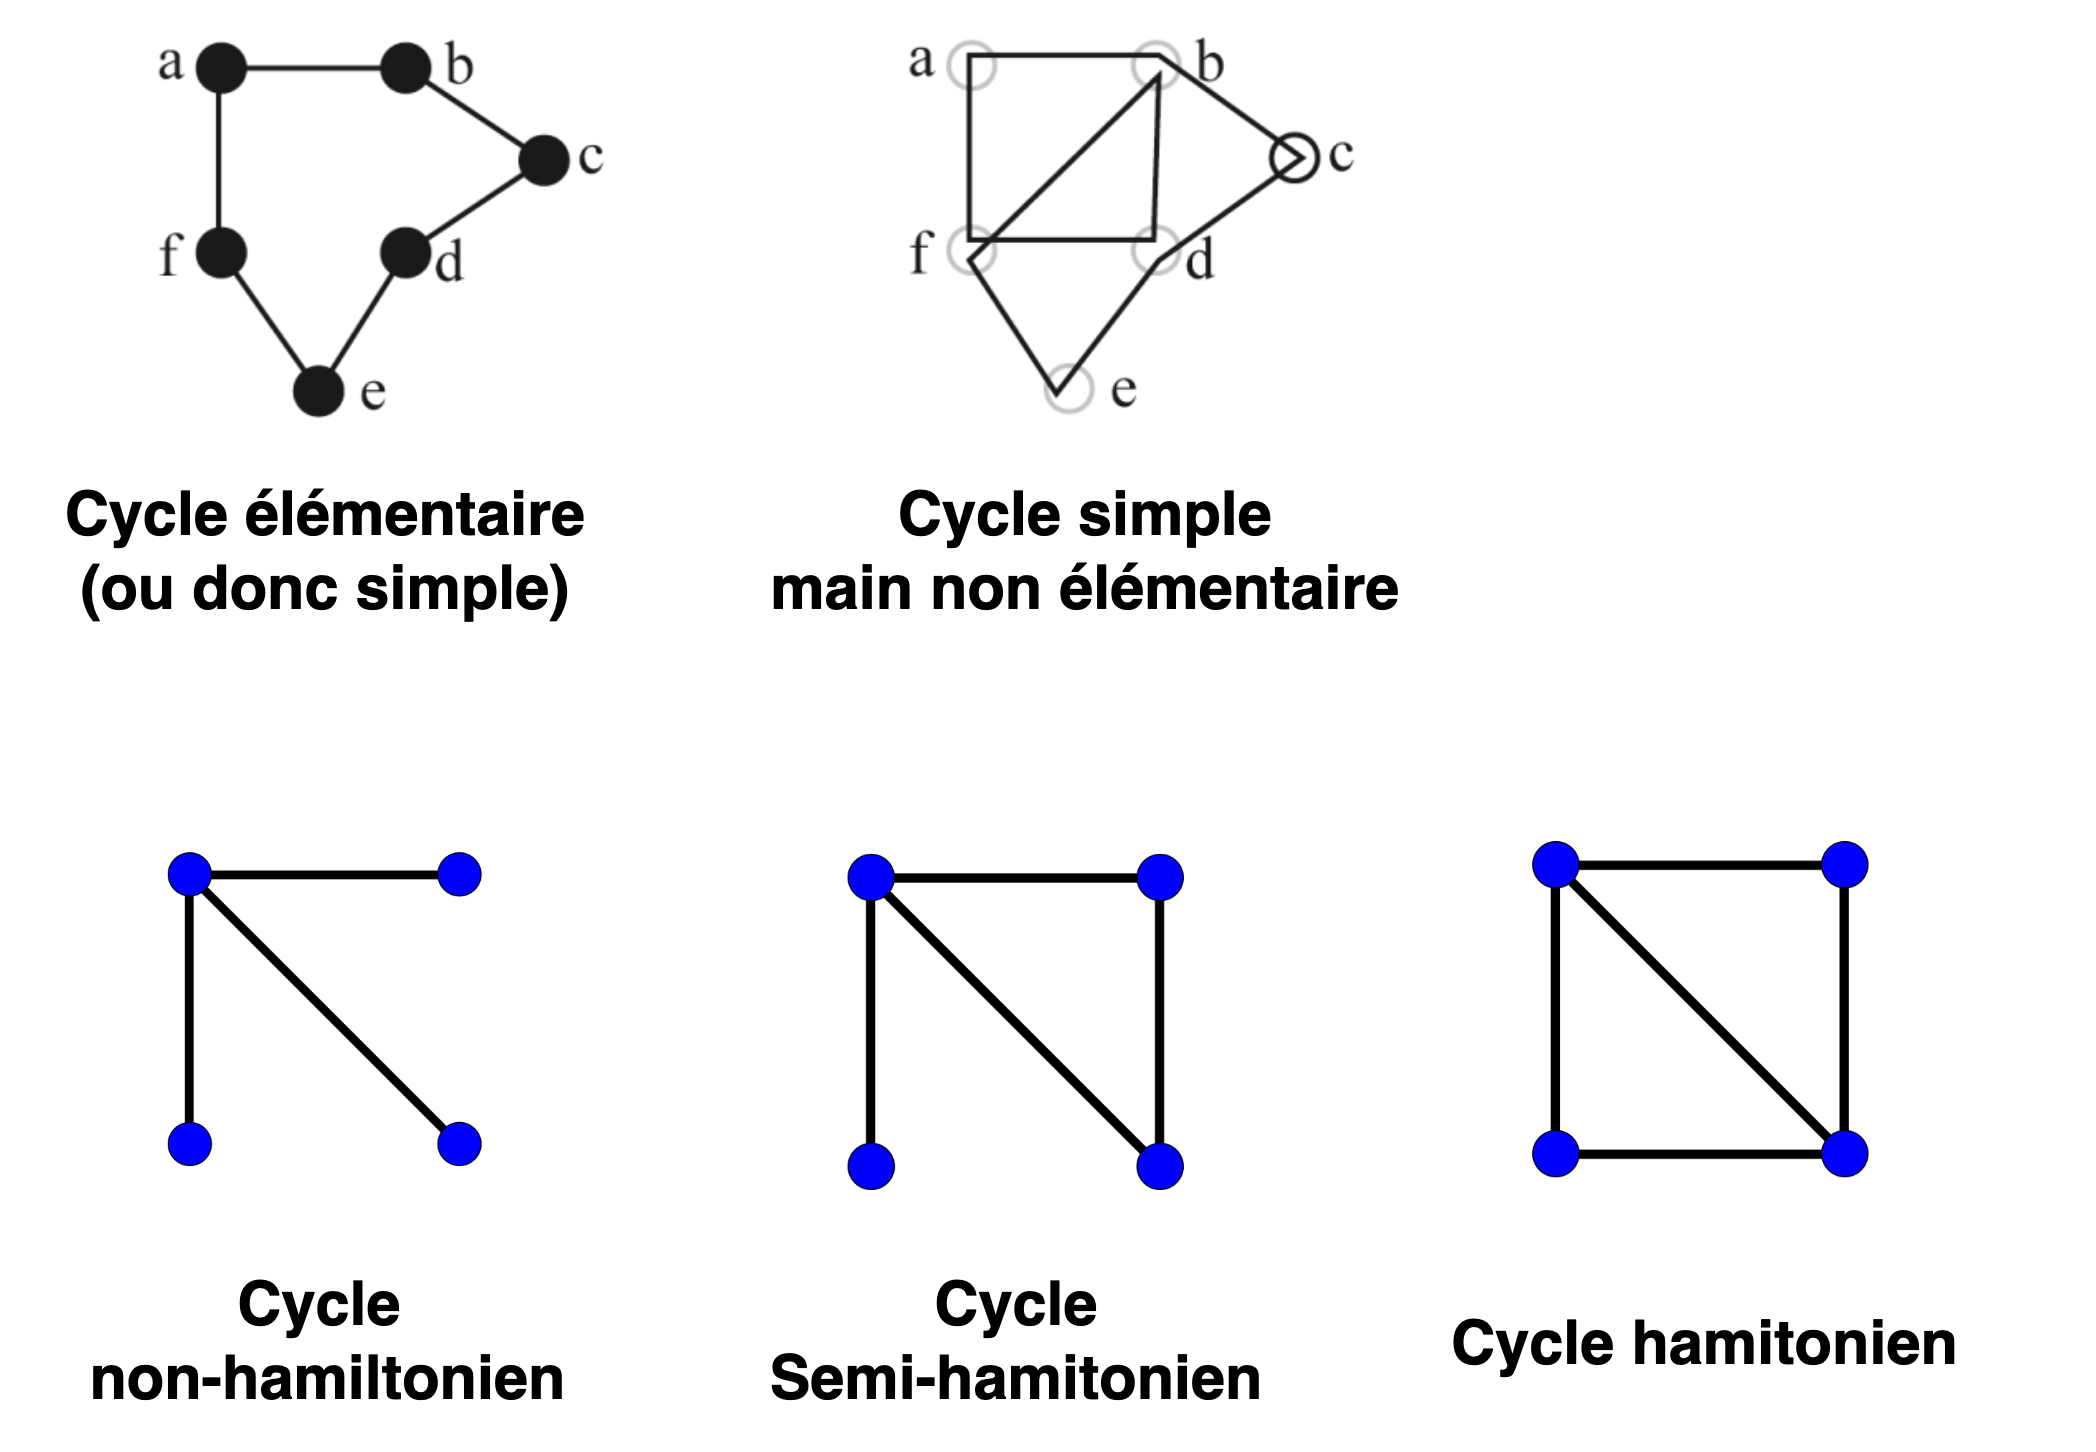 a
b
c
f
d
e
a
b
c
f
d
e
Cycle élémentaire
(ou donc simple)
Cycle simple
main non élémentaire
Cycle
non-hamiltonien
Cycle
Semi-hamitonien
Cycle hamitonien